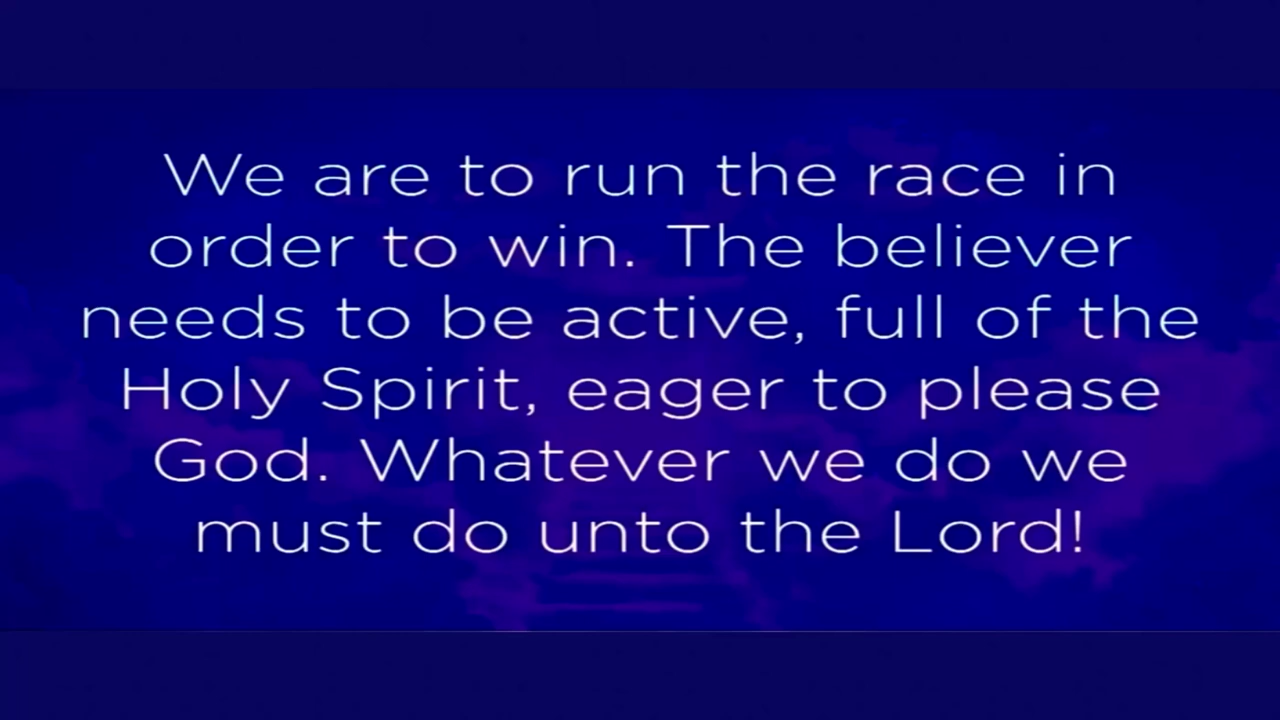 We are to run the race in
order to win. The believer
needs to be active, full of the
Holy Spirit, eager to please
God. Whatever we do we
must do unto the Lord!